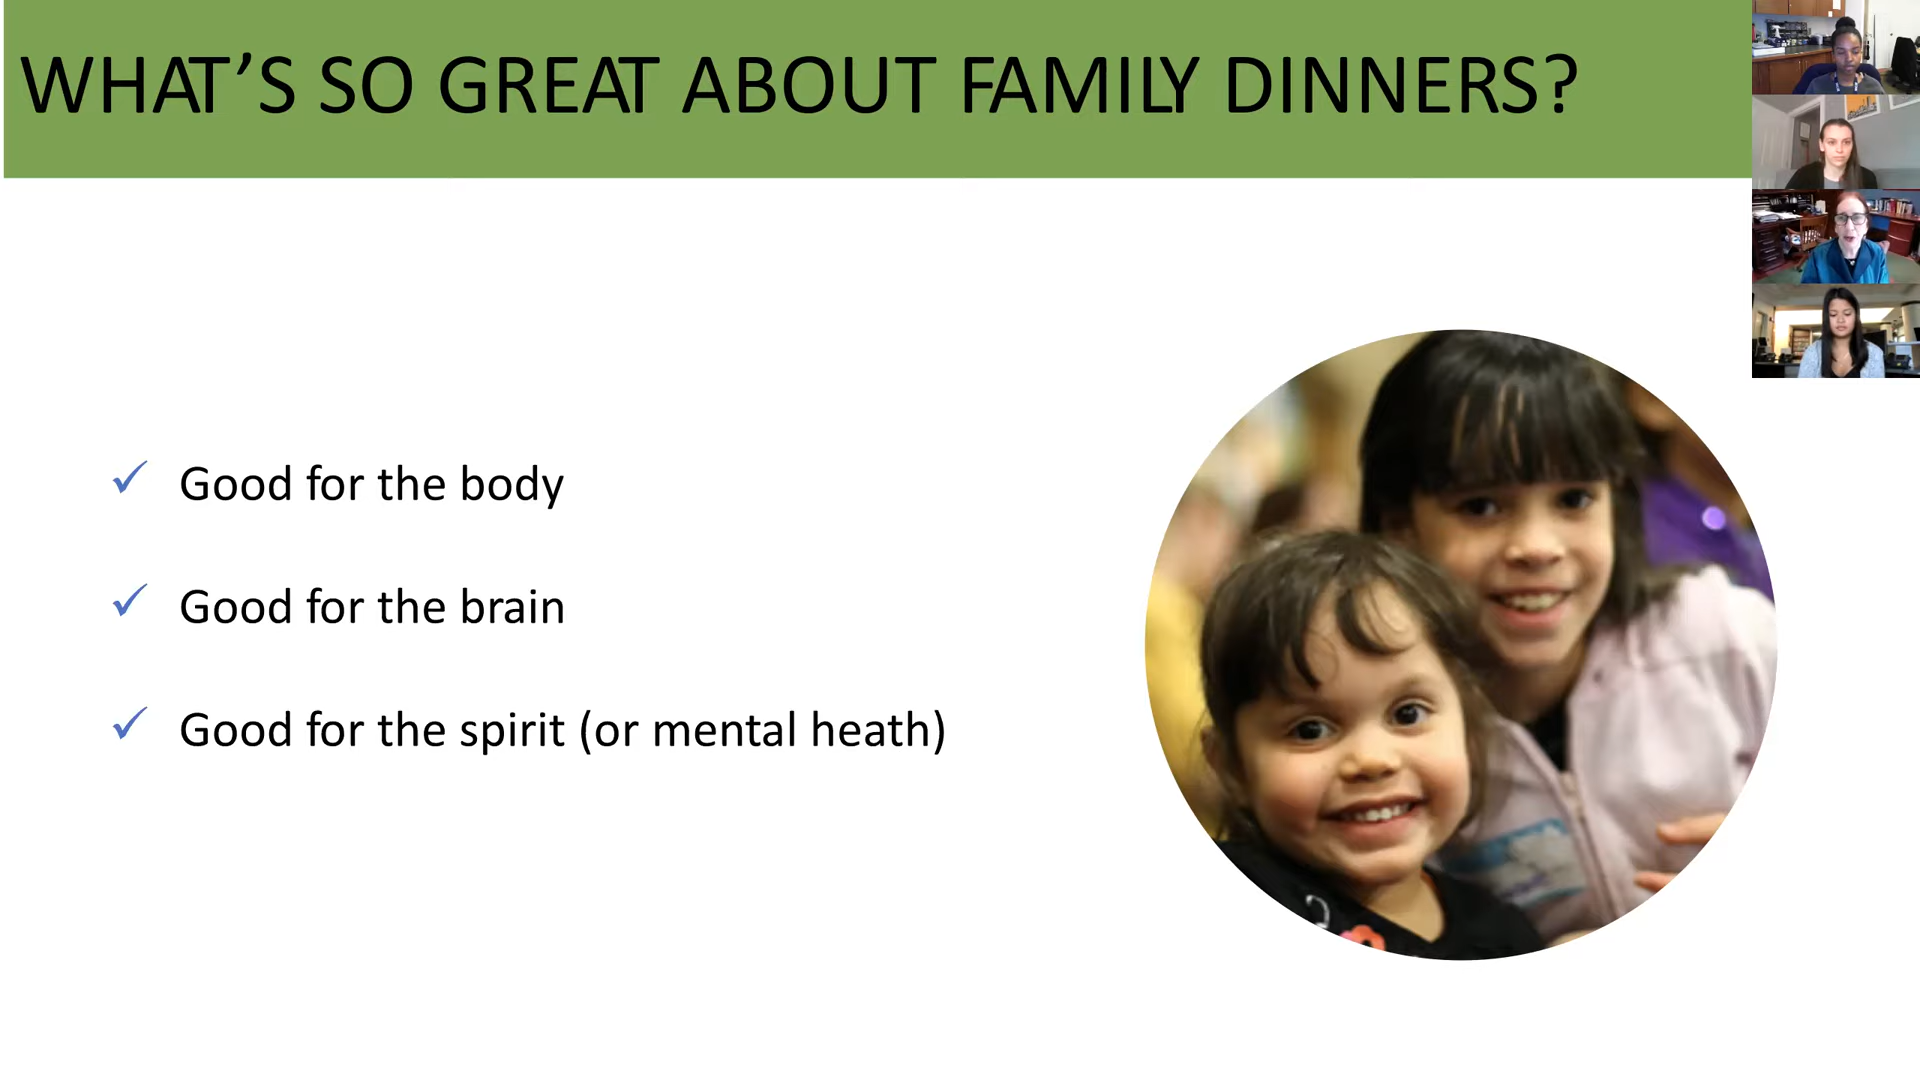 WHAT’S SO GREAT ABOUT FAMILY DINNERS?
✓ Good for the body
✓ Good for the brain
✓ Good for the spirit (or mental heath)